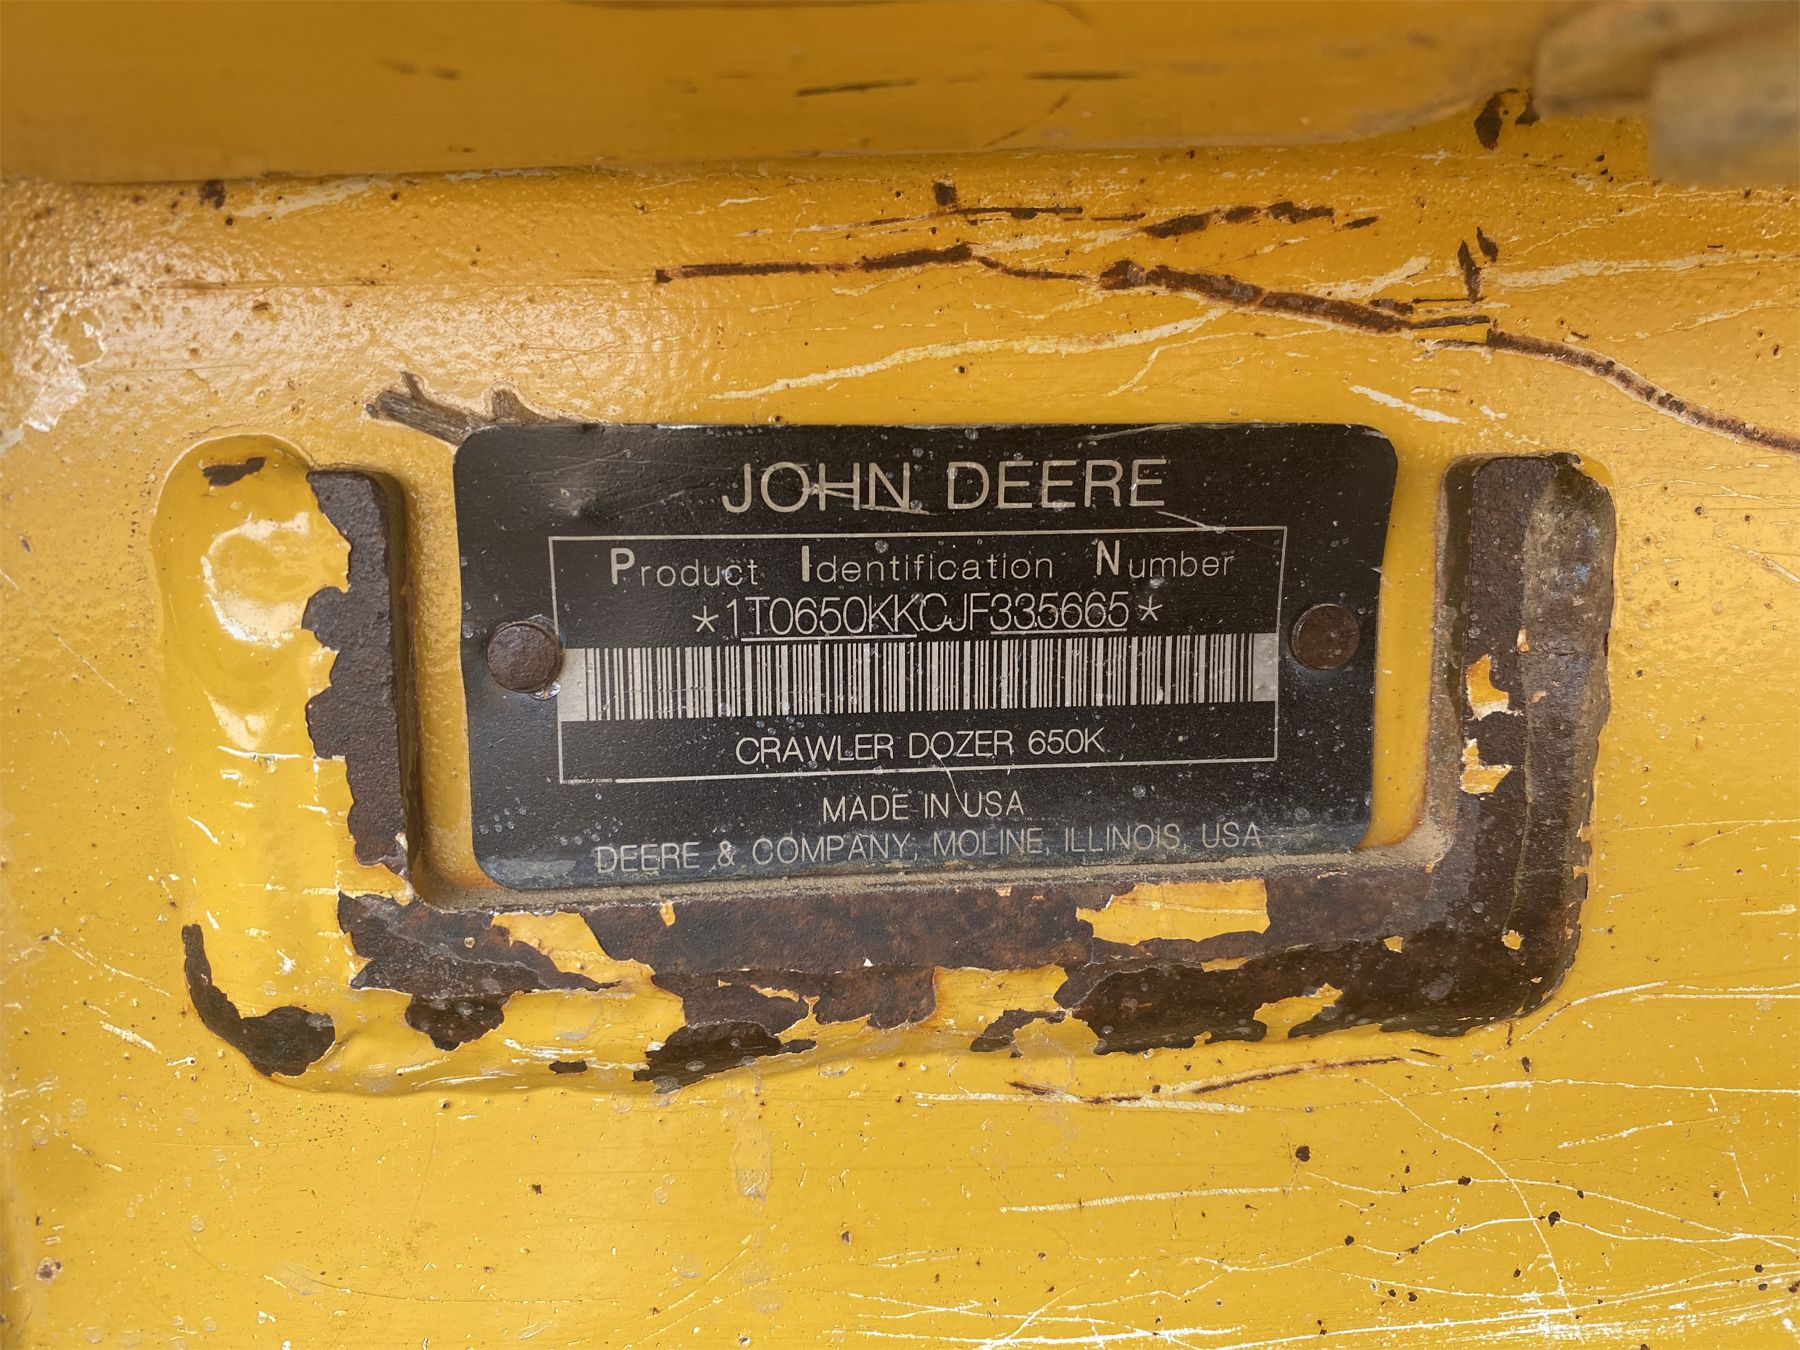 JOHN DEERE
Product Identification Number
*1T0650KKCJF335665*
CRAWLER DOZER 650K
MADE IN USA
DEERE & COMPANY, MOLINE, ILLINOIS, USA